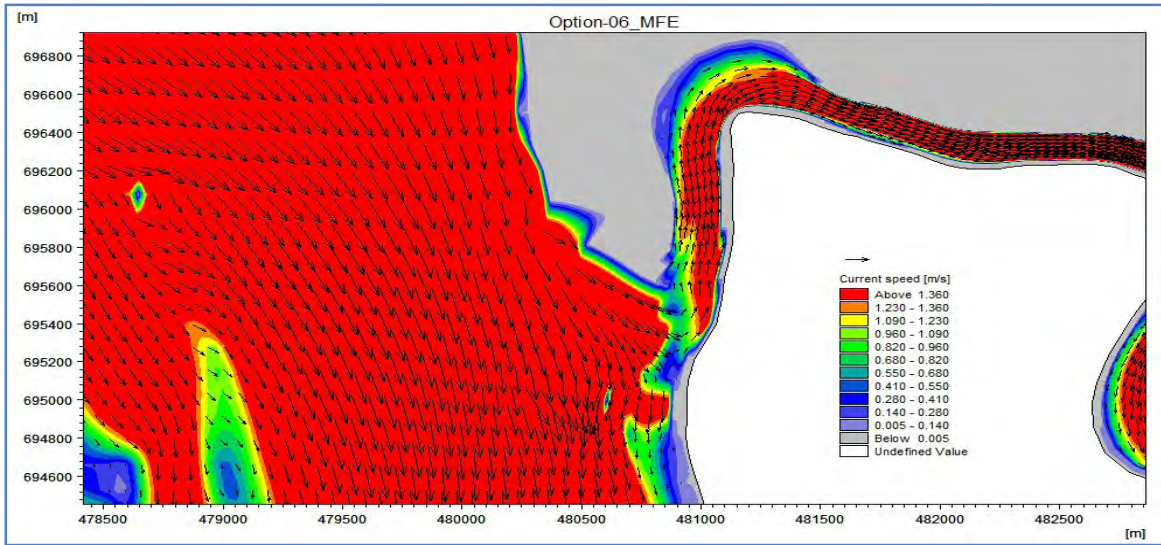 [m]
Option-06_MFE
696800
696600
696400
696200
696000
695800
695600
695400
695200
695000
694800
694600
Current speed [m/s]
Above 1.360
1.230 - 1.360
1.090 - 1.230
0.960 - 1.090
0.820 - 0.960
0.680 - 0.820
0.550 - 0.680
0.410 - 0.550
0.280 - 0.410
0.140 - 0.280
0.005 - 0.140
Below 0.005
Undefined Value
478500 479000 479500 480000 480500 481000 481500 482000 482500
[m]